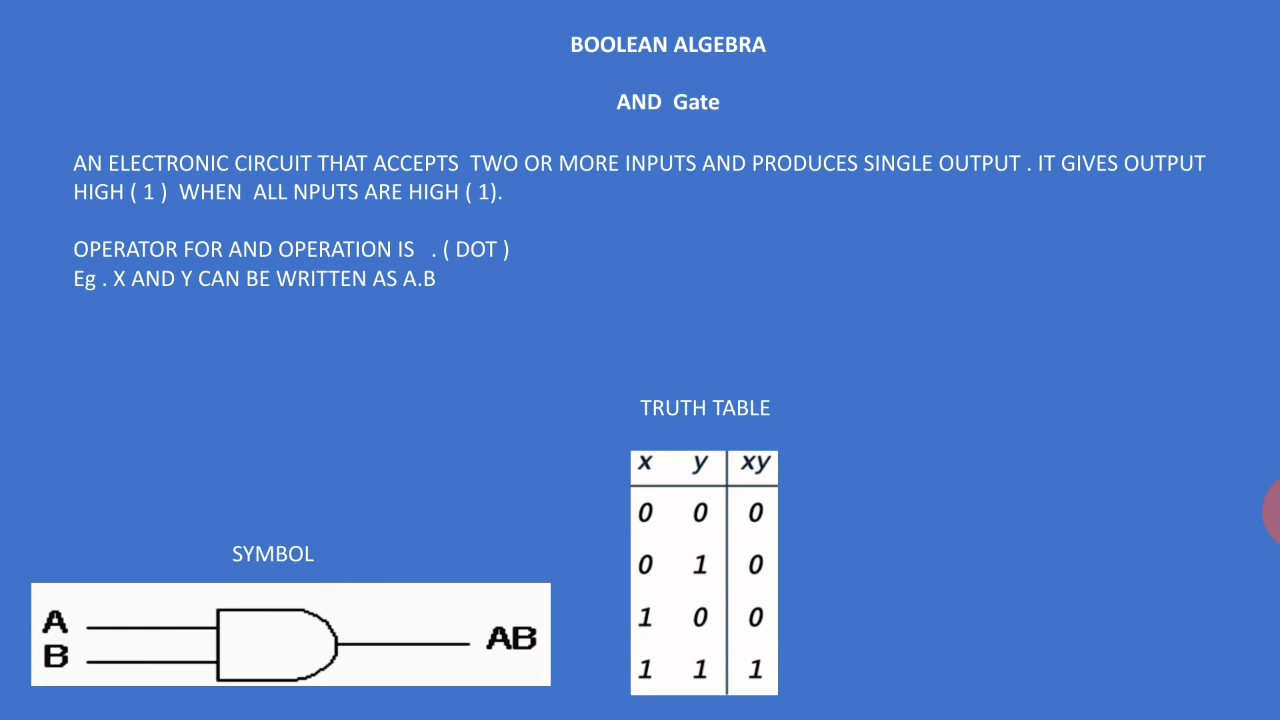 BOOLEAN ALGEBRA
AND Gate
AN ELECTRONIC CIRCUIT THAT ACCEPTS TWO OR MORE INPUTS AND PRODUCES SINGLE OUTPUT . IT GIVES OUTPUT
HIGH ( 1 ) WHEN ALL NPUTS ARE HIGH ( 1).
OPERATOR FOR AND OPERATION IS . ( DOT )
Eg . X AND Y CAN BE WRITTEN AS A.B
TRUTH TABLE
x y xy
0 0 0
0 1 0
1 0 0
1 1 1
SYMBOL
A
B
AB